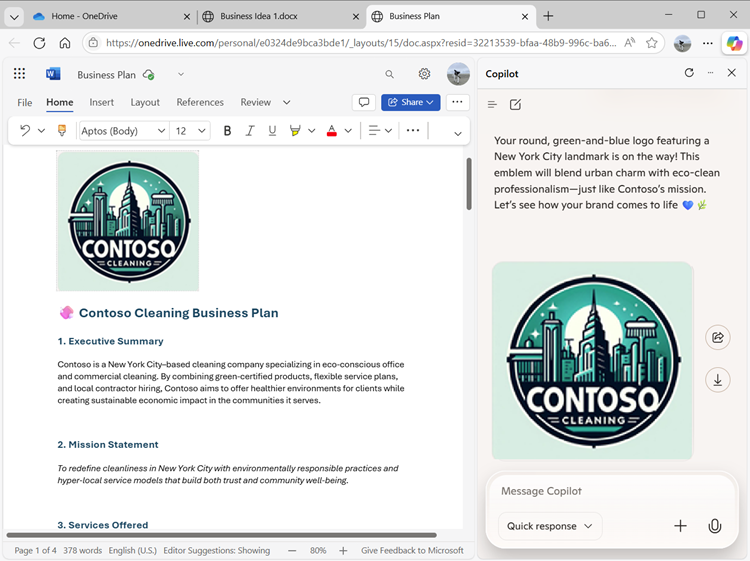 Home - OneDrive
Business Idea 1.docx
Business Plan
https://onedrive.live.com/personal/e0324de9bca3bde1/_layouts/15/doc.aspx?resid=32213539-bfaa-48b9-996c-ba6...
Business Plan
File Home Insert Layout References Review
Share
Aptos (Body) 12 B I U A
CONTOSO
CLEANING
Contoso Cleaning Business Plan
1. Executive Summary
Contoso is a New York City–based cleaning company specializing in eco-conscious office
and commercial cleaning. By combining green-certified products, flexible service plans,
and local contractor hiring, Contoso aims to offer healthier environments for clients while
creating sustainable economic impact in the communities it serves.
2. Mission Statement
To redefine cleanliness in New York City with environmentally responsible practices and
hyper-local service models that build both trust and community well-being.
3. Services Offered
Page 1 of 4 378 words English (U.S.) Editor Suggestions: Showing 80% Give Feedback to Microsoft
Copilot
Your round, green-and-blue logo featuring a
New York City landmark is on the way! This
emblem will blend urban charm with eco-clean
professionalism—just like Contoso's mission.
Let's see how your brand comes to life 💙 🌿
CONTOSO
CLEANING
Message Copilot
Quick response